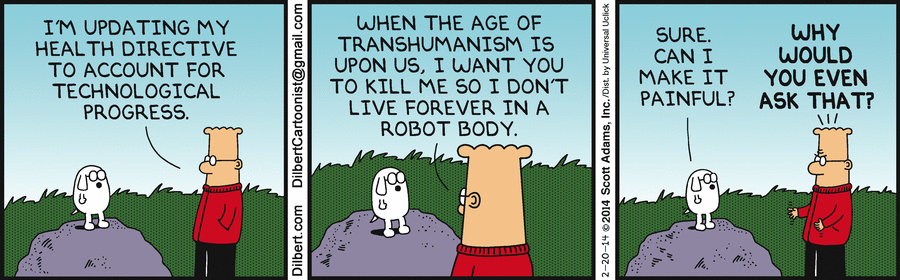 I'M UPDATING MY
HEALTH DIRECTIVE
TO ACCOUNT FOR
TECHNOLOGICAL
PROGRESS.
Dilbert.com DilbertCartoonist@gmail.com
WHEN THE AGE OF
TRANSHUMANISM IS
UPON US, I WANT YOU
TO KILL ME SO I DON'T
LIVE FOREVER IN A
ROBOT BODY.
2-20-14 ©2014 Scott Adams, Inc./Dist. by Universal Uclick
SURE.
CAN I
MAKE IT
PAINFUL?
WHY
WOULD
YOU EVEN
ASK THAT?